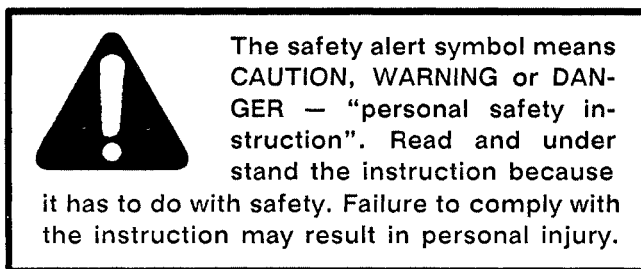 The safety alert symbol means
CAUTION, WARNING or DAN-
GER — “personal safety in-
struction”. Read and under
stand the instruction because
it has to do with safety. Failure to comply with
the instruction may result in personal injury.